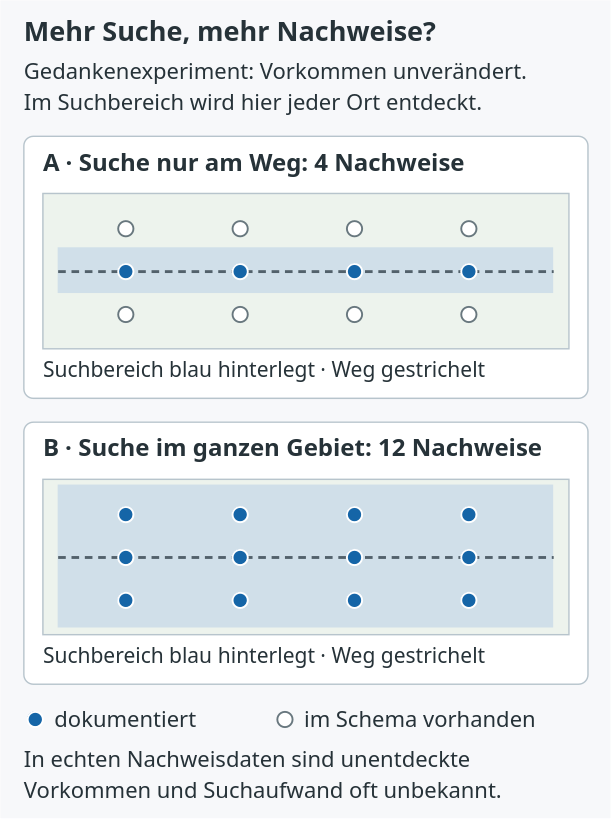 Mehr Suche, mehr Nachweise?
Gedankenexperiment: Vorkommen unverändert.
Im Suchbereich wird hier jeder Ort entdeckt.
A · Suche nur am Weg: 4 Nachweise
Suchbereich blau hinterlegt · Weg gestrichelt
B · Suche im ganzen Gebiet: 12 Nachweise
Suchbereich blau hinterlegt · Weg gestrichelt
dokumentiert
im Schema vorhanden
In echten Nachweisdaten sind unentdeckte
Vorkommen und Suchaufwand oft unbekannt.